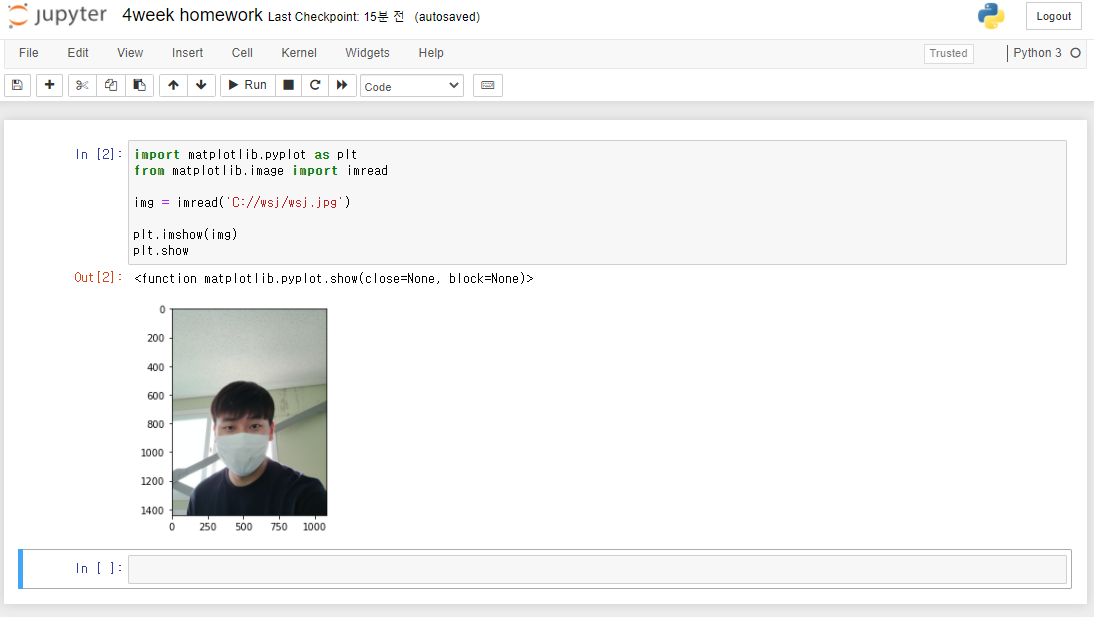 jupyter 4week homework Last Checkpoint: 15분 전 (autosaved) Logout
File Edit View Insert Cell Kernel Widgets Help Trusted Python 3
Run Code
In [2]: import matplotlib.pyplot as plt
from matplotlib.image import imread
img = imread('C://wsj/wsj.jpg')
plt.imshow(img)
plt.show
Out[2]: <function matplotlib.pyplot.show(close=None, block=None)>
0
200
400
600
800
1000
1200
1400
0 250 500 750 1000
In [ ]: